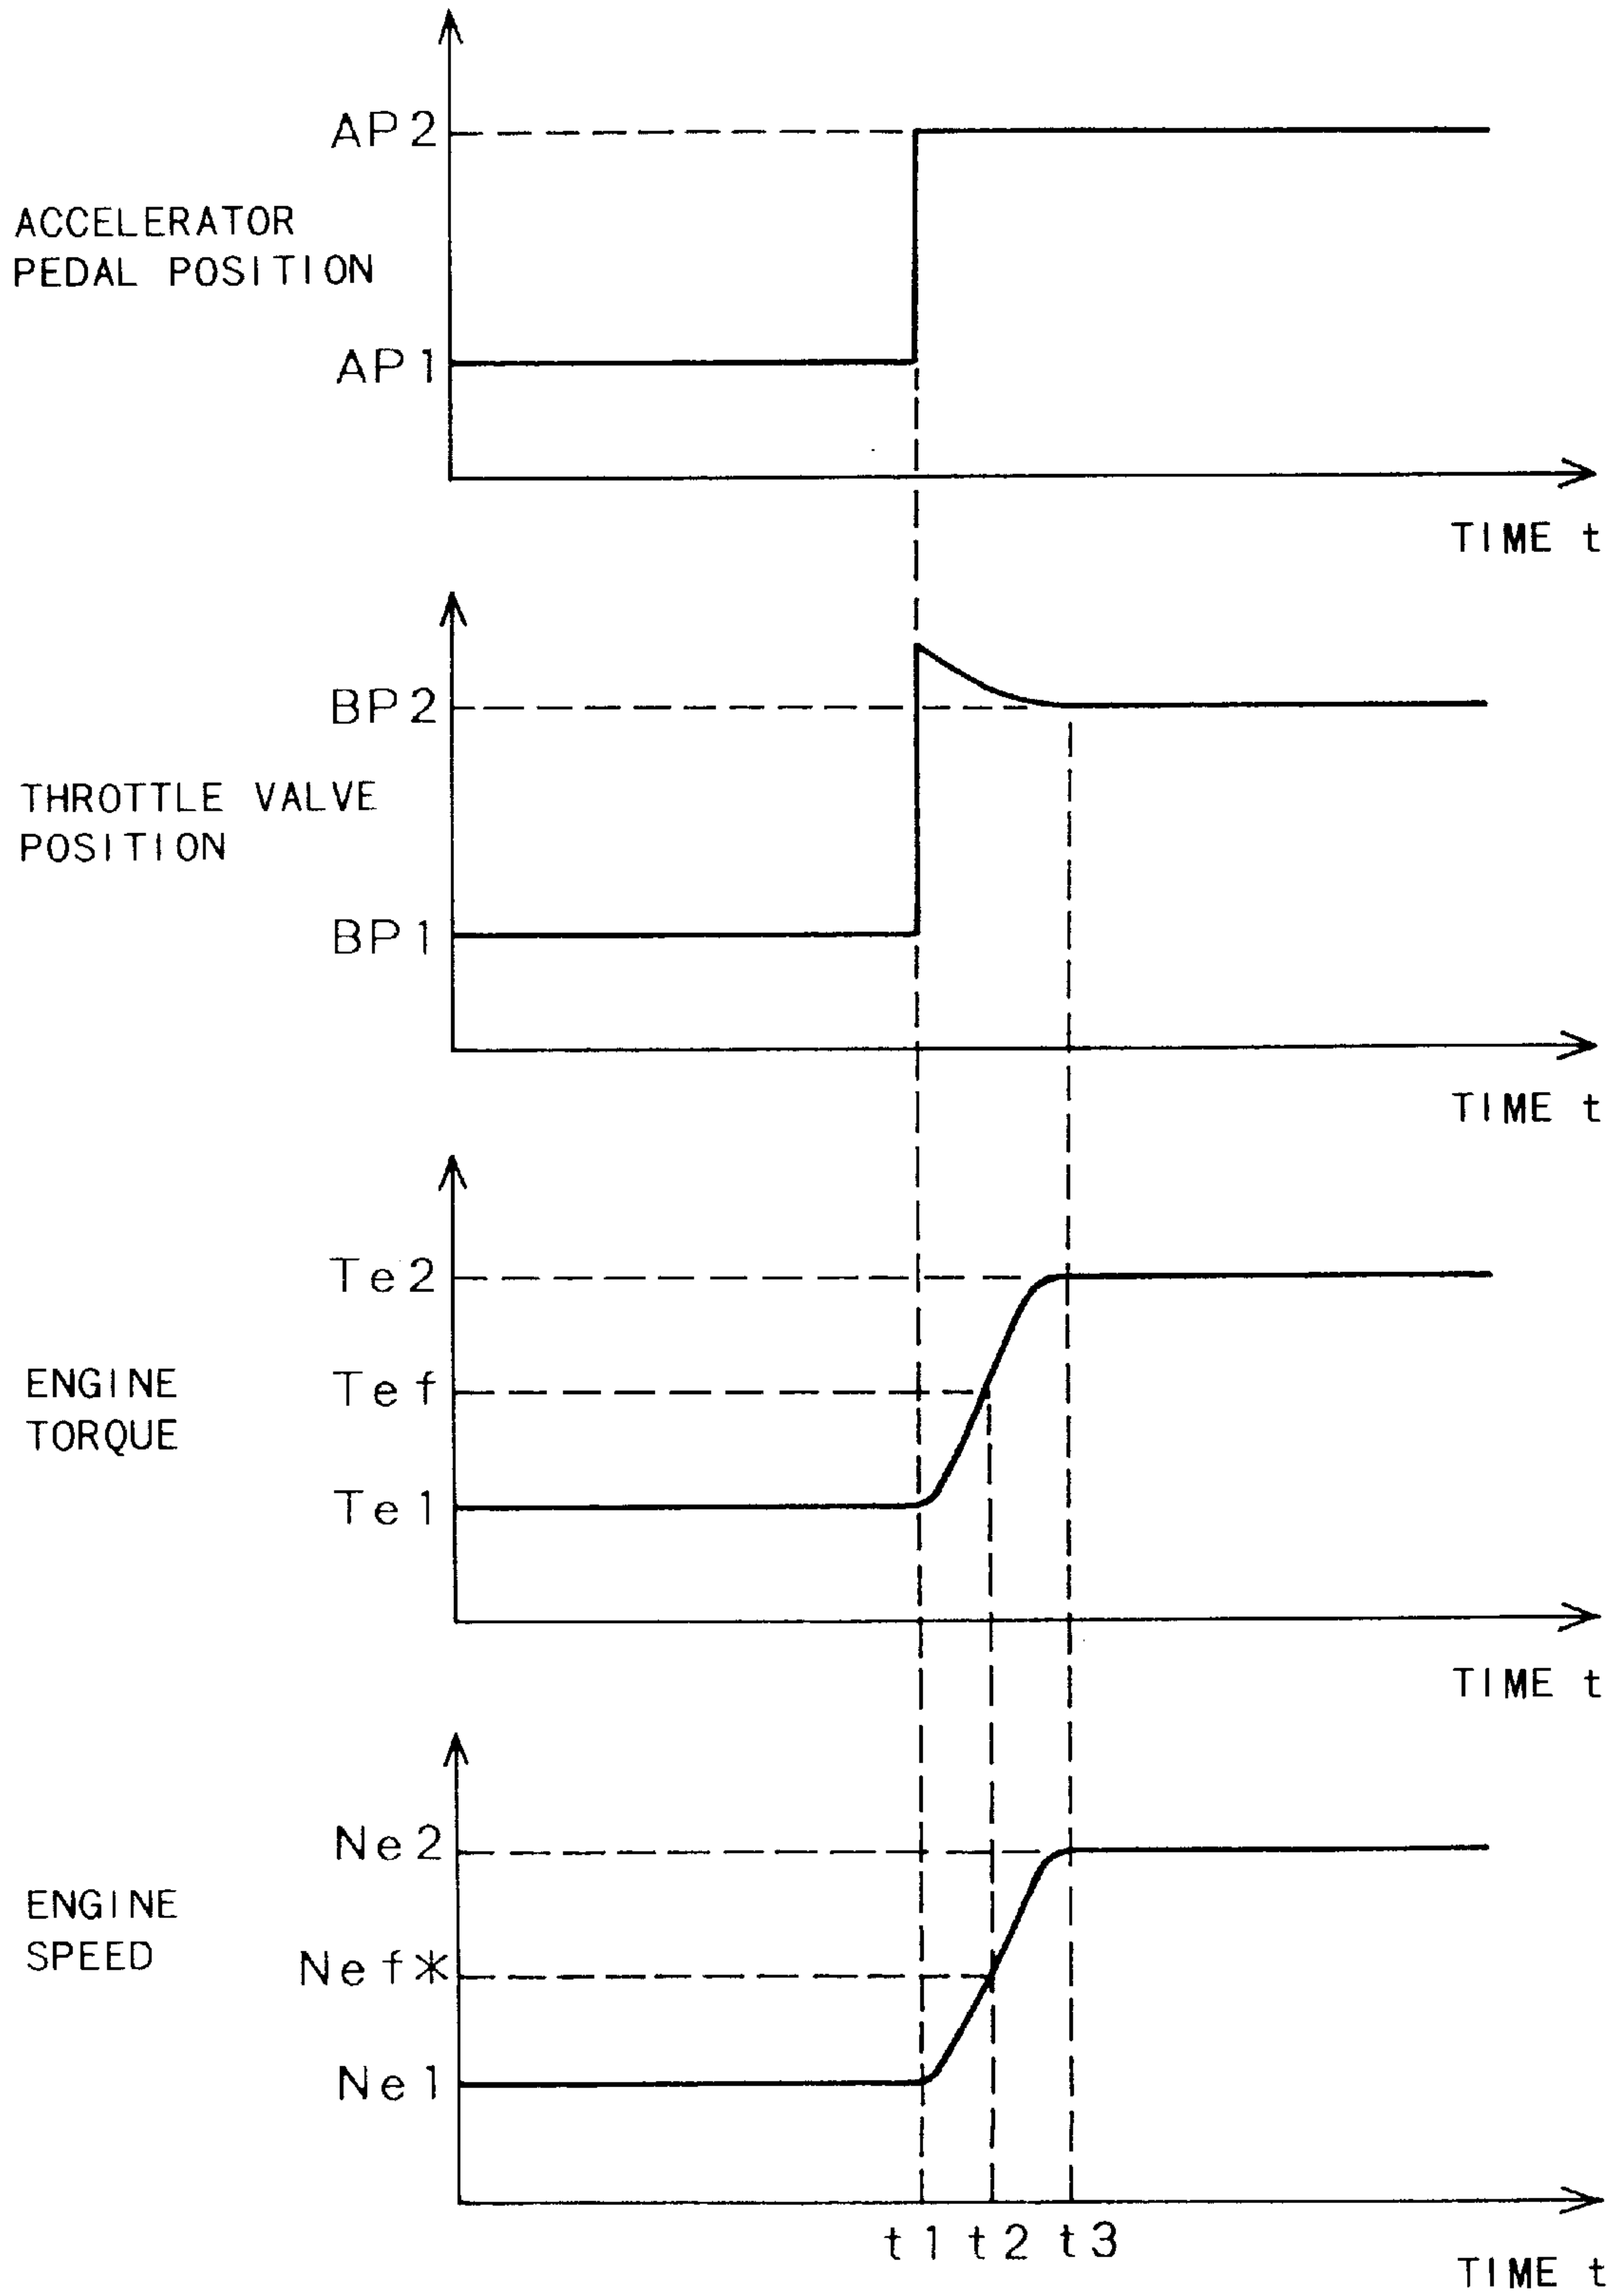 AP2
ACCELERATOR
PEDAL POSITION
AP1
TIME t
BP2
THROTTLE VALVE
POSITION
BP1
TIME t
Te2
ENGINE
TORQUE
Tef
Te1
TIME t
Ne2
ENGINE
SPEED
Nef*
Ne1
t1 t2 t3
TIME t